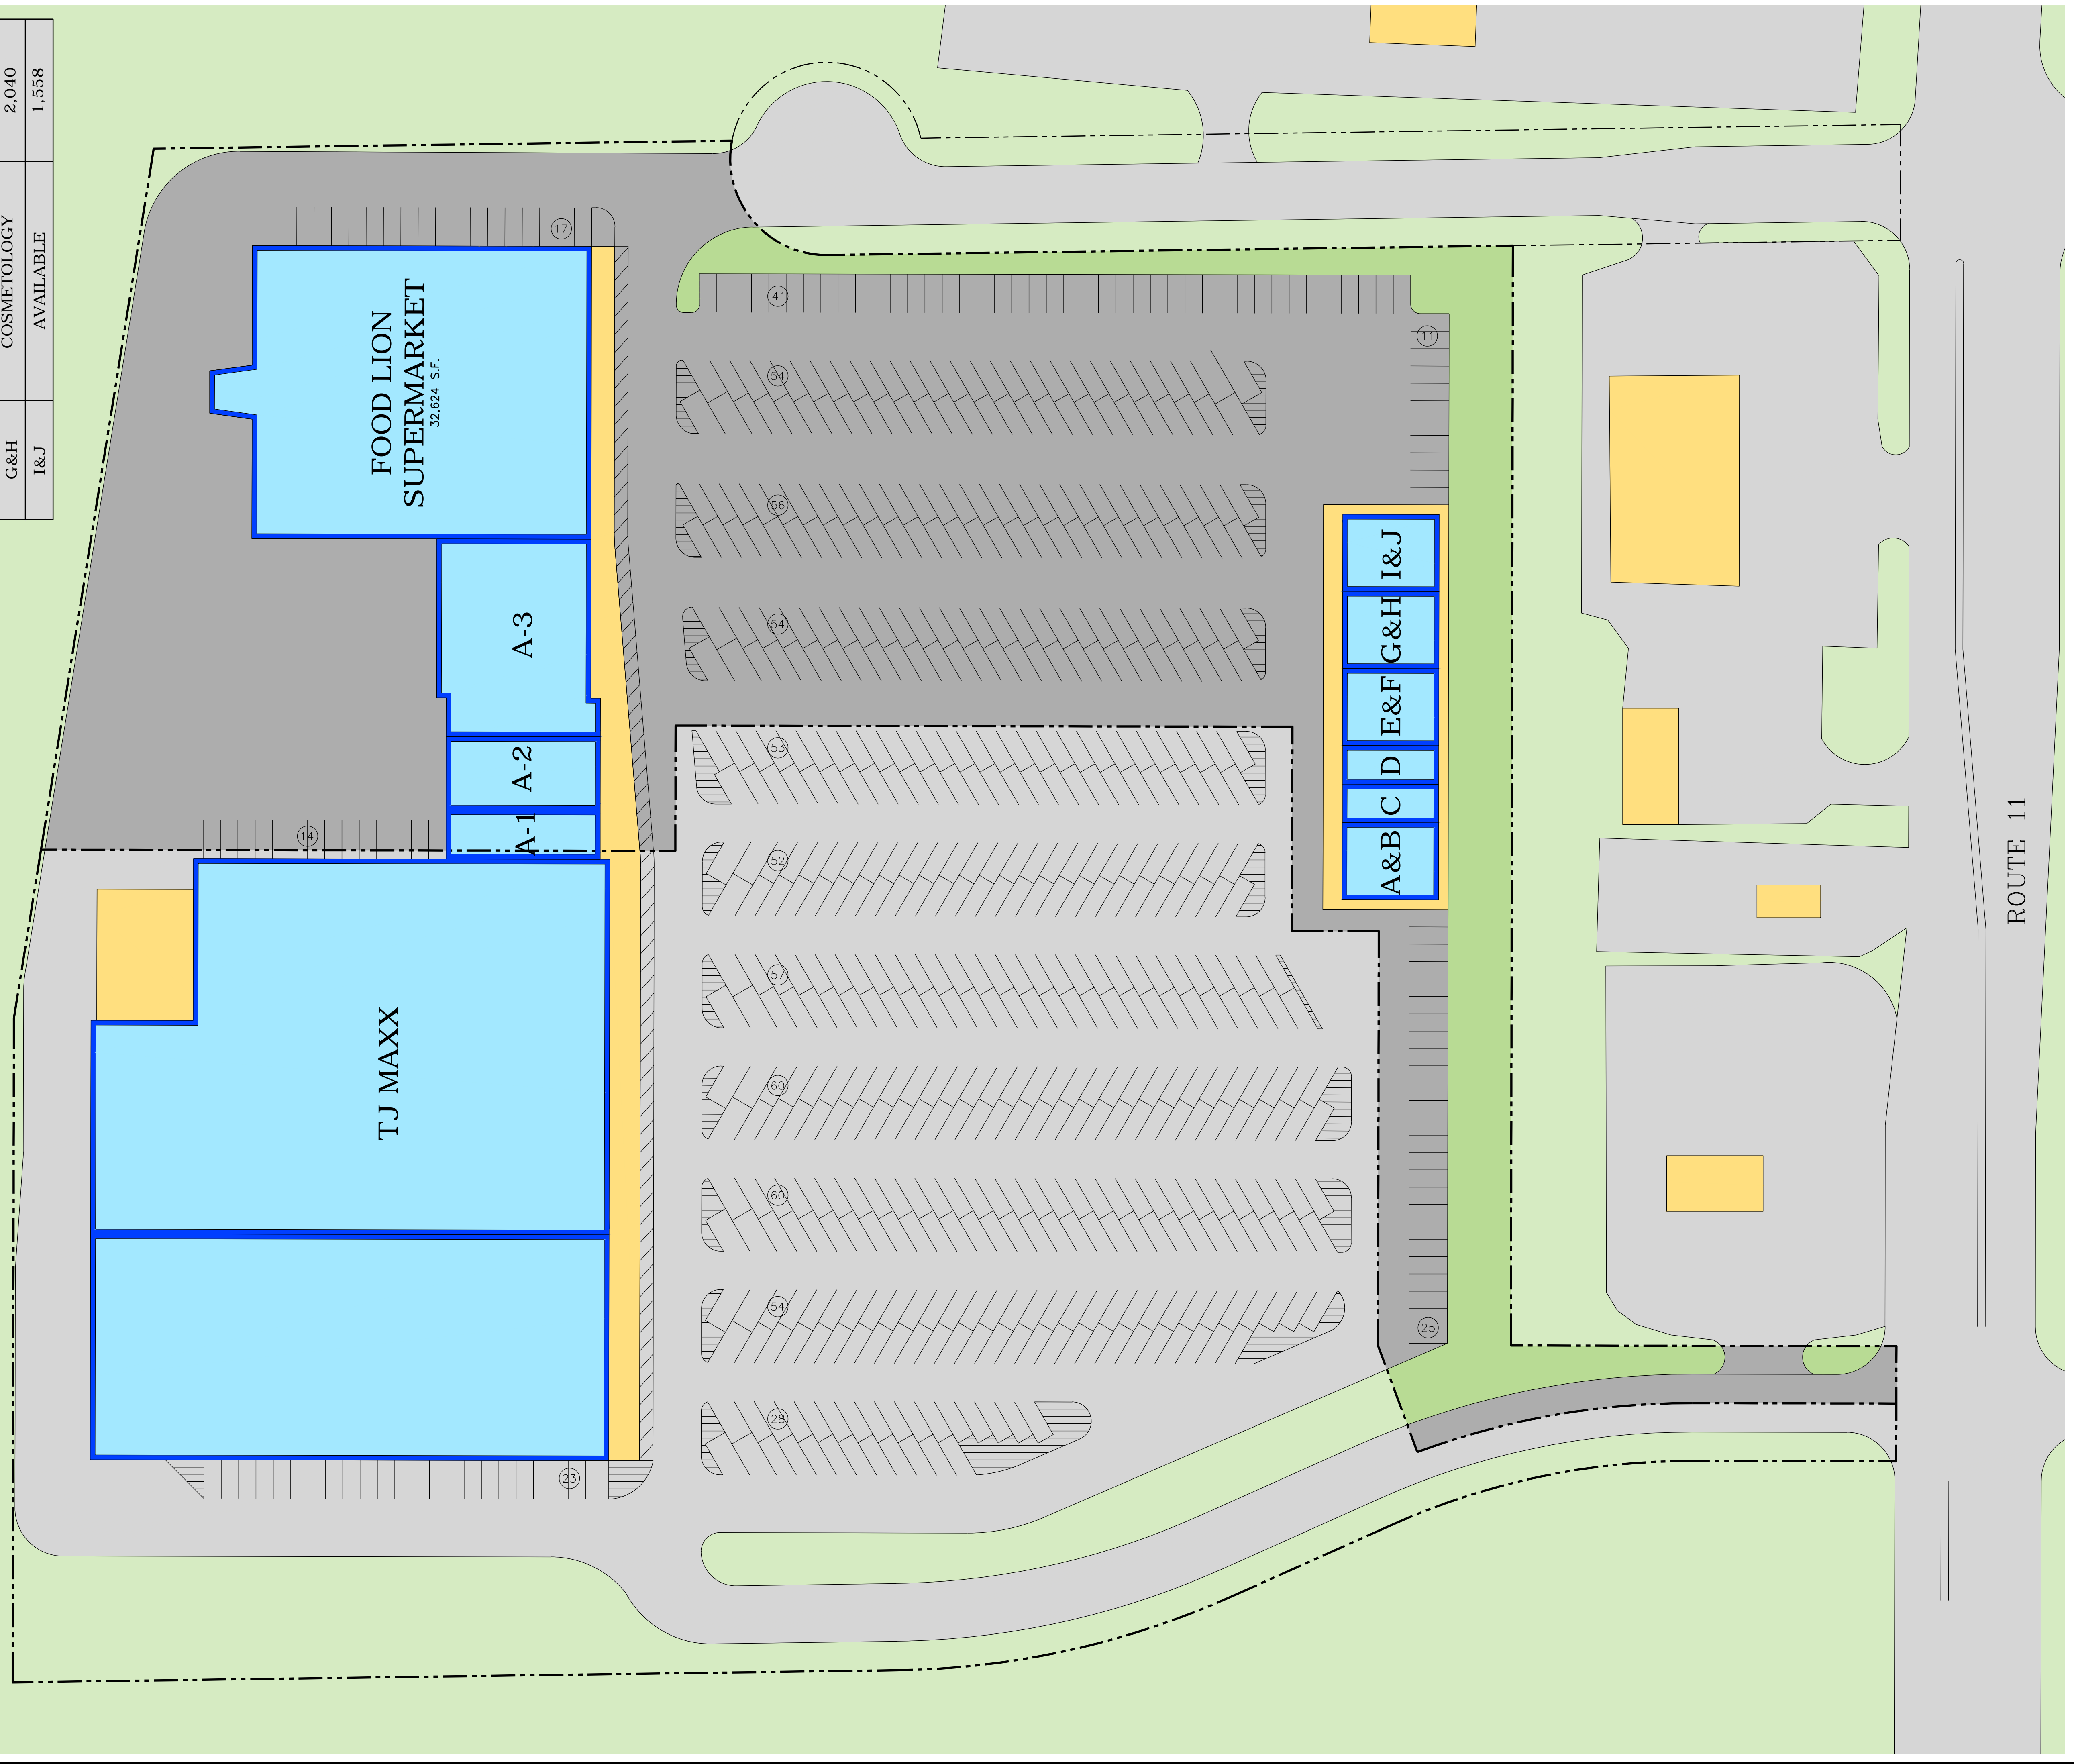 G&H COSMETOLOGY 2,040
I&J AVAILABLE 1,558
17
FOOD LION
SUPERMARKET
32,624 S.F.
41
11
54
56
54
A-3
A-2
A-1
14
53
52
57
60
60
54
28
23
25
I&J
G&H
E&F
D
C
A&B
TJ MAXX
ROUTE 11